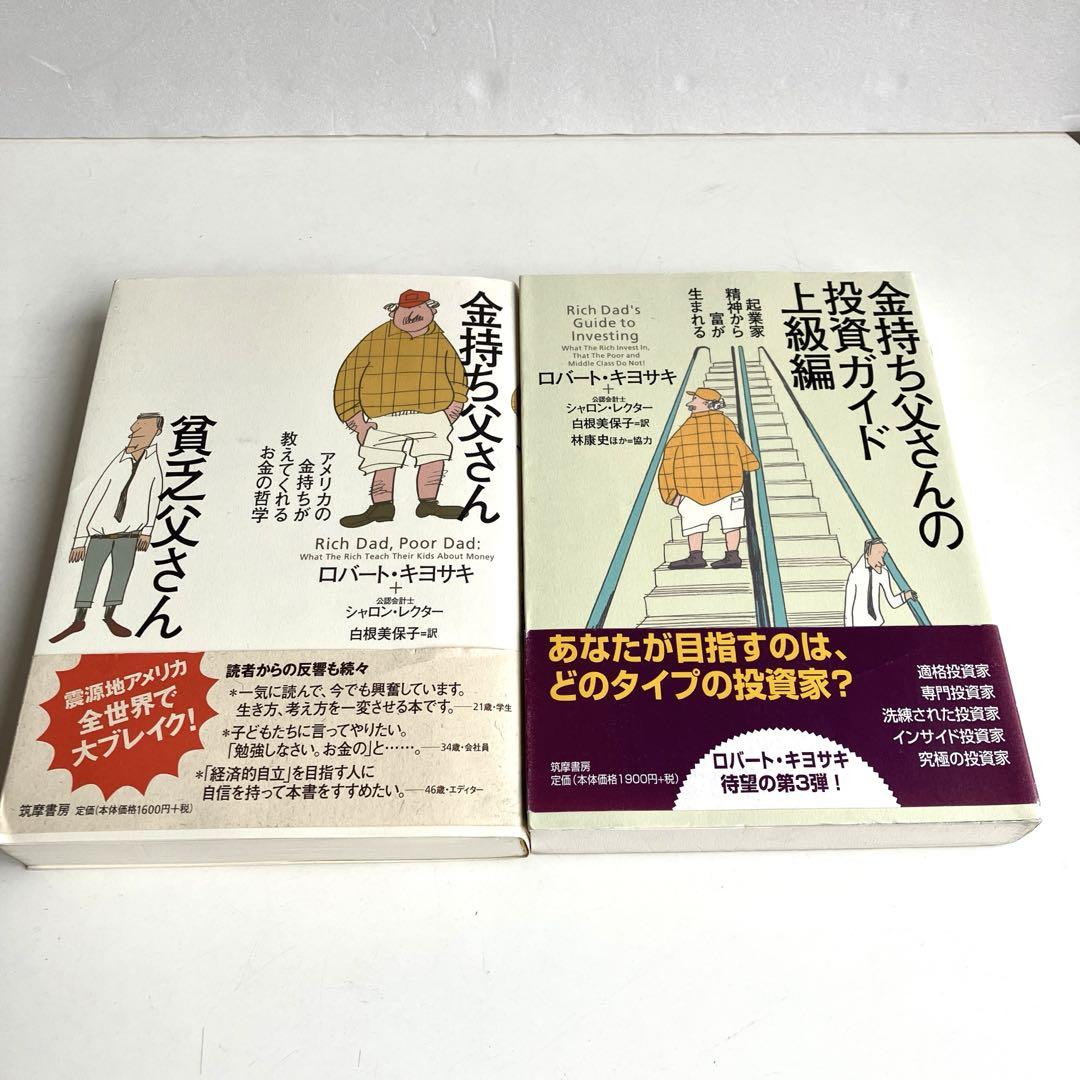 金持ち父さん
貧乏父さん
アメリカの
金持ちが
教えてくれる
お金の哲学
Rich Dad, Poor Dad:
What The Rich Teach Their Kids About Money
ロバート・キヨサキ
+
公認会計士
シャロン・レクター
白根美保子=訳
震源地アメリカ
全世界で
大ブレイク!
読者からの反響も続々
*一気に読んで、今でも興奮しています。
生き方、考え方を一変させる本です。—21歳・学生
*子どもたちに言ってやりたい。
「勉強しなさい。お金の」と……。—34歳・会社員
*「経済的自立」を目指す人に
自信を持って本書をすすめたい。—46歳・エディター
筑摩書房 定価(本体価格1600円+税)
金持ち父さんの
投資ガイド
上級編
起業家
精神から
富が
生まれる
Rich Dad's
Guide to
Investing
What The Rich Invest In,
That The Poor and
Middle Class Do Not!
ロバート・キヨサキ
+
公認会計士
シャロン・レクター
白根美保子=訳
林康史ほか=協力
あなたが目指すのは、
どのタイプの投資家?
適格投資家
専門投資家
洗練された投資家
インサイド投資家
究極の投資家
ロバート・キヨサキ
待望の第3弾!
筑摩書房
定価(本体価格1900円+税)